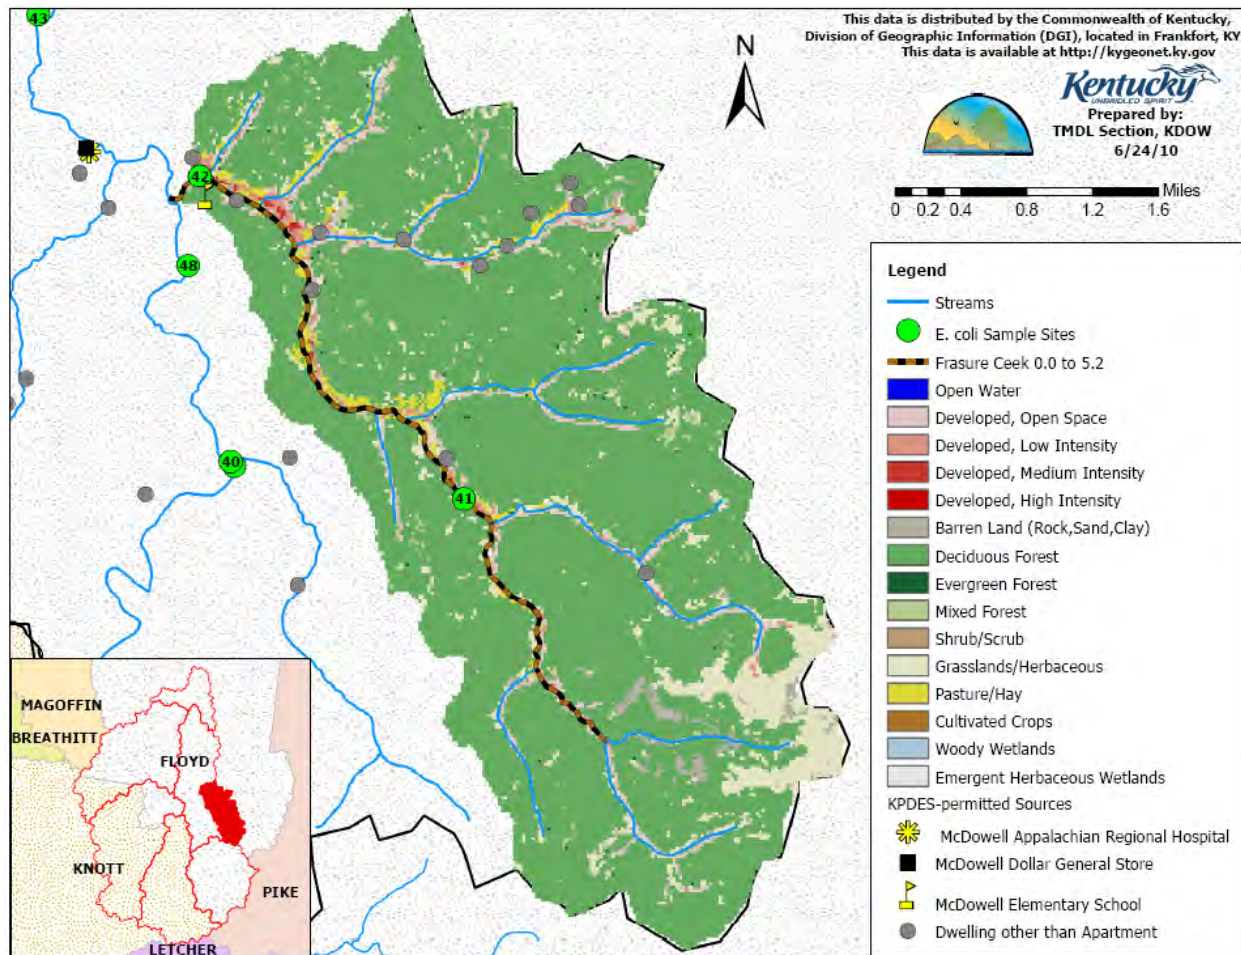 This data is distributed by the Commonwealth of Kentucky,
Division of Geographic Information (DGI), located in Frankfort, KY
This data is available at http://kygeonet.ky.gov
N
Kentucky
UNBRIDLED SPIRIT
Prepared by:
TMDL Section, KDOW
6/24/10
Miles
0 0.2 0.4 0.8 1.2 1.6
43
42
48
40
41
Legend
Streams
E. coli Sample Sites
Frasure Ceek 0.0 to 5.2
Open Water
Developed, Open Space
Developed, Low Intensity
Developed, Medium Intensity
Developed, High Intensity
Barren Land (Rock,Sand,Clay)
Deciduous Forest
Evergreen Forest
Mixed Forest
Shrub/Scrub
Grasslands/Herbaceous
Pasture/Hay
Cultivated Crops
Woody Wetlands
Emergent Herbaceous Wetlands
KPDES-permitted Sources
McDowell Appalachian Regional Hospital
McDowell Dollar General Store
McDowell Elementary School
Dwelling other than Apartment
MAGOFFIN
BREATHITT
FLOYD
KNOTT
PIKE
LETCHER